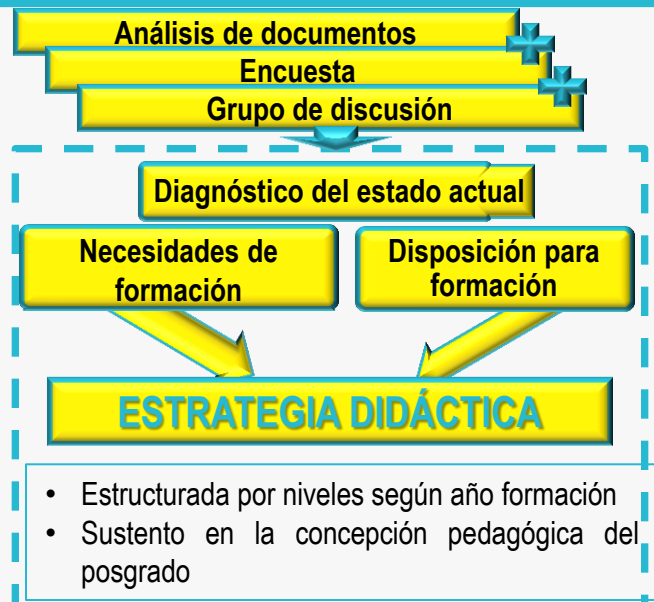 Análisis de documentos
Encuesta
Grupo de discusión
Diagnóstico del estado actual
Necesidades de
formación
Disposición para
formación
ESTRATEGIA DIDÁCTICA
• Estructurada por niveles según año formación
• Sustento en la concepción pedagógica del
posgrado